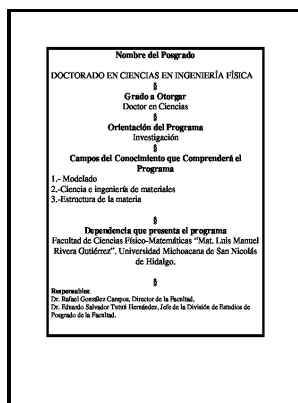 Nombre del Posgrado
DOCTORADO EN CIENCIAS EN INGENIERÍA FÍSICA
§
Grado a Otorgar
Doctor en Ciencias
§
Orientación del Programa
Investigación
§
Campos del Conocimiento que Comprenderá el
Programa
1.- Modelado
2.-Ciencia e ingeniería de materiales
3.-Estructura de la materia
§
Dependencia que presenta el programa
Facultad de Ciencias Físico-Matemáticas “Mat. Luis Manuel
Rivera Gutiérrez”. Universidad Michoacana de San Nicolás
de Hidalgo.
§
Responsables:
Dr. Rafael González Campos, Director de la Facultad.
Dr. Eduardo Salvador Tututi Hernández, Jefe de la División de Estudios de
Posgrado de la Facultad.